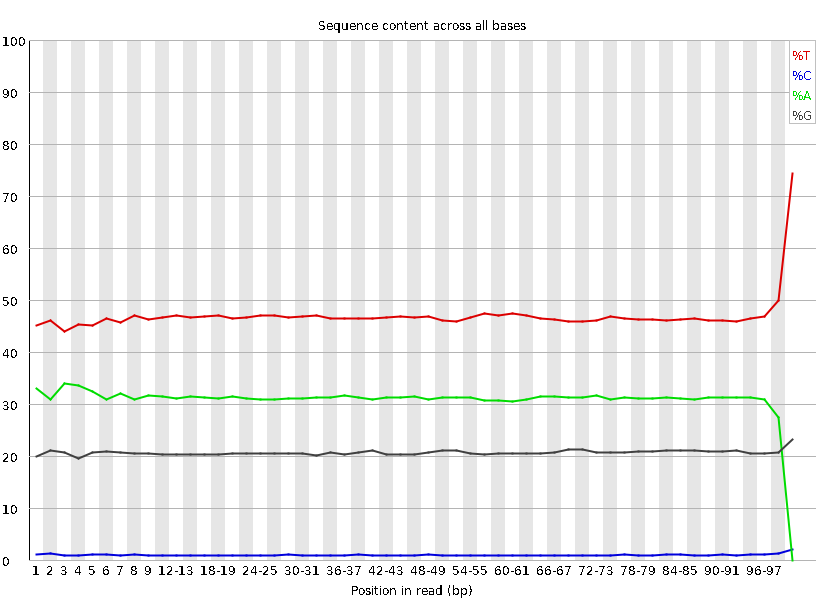 Sequence content across all bases
100
90
80
70
60
50
40
30
20
10
0
%T
%C
%A
%G
1 2 3 4 5 6 7 8 9 12-13 18-19 24-25 30-31 36-37 42-43 48-49 54-55 60-61 66-67 72-73 78-79 84-85 90-91 96-97
Position in read (bp)